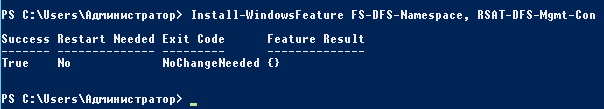 PS C:\Users\Администратор> Install-WindowsFeature FS-DFS-Namespace, RSAT-DFS-Mgmt-Con
Success Restart Needed Exit Code      Feature Result
------- -------------- ---------      --------------
True    No             NoChangeNeeded {}
PS C:\Users\Администратор> _